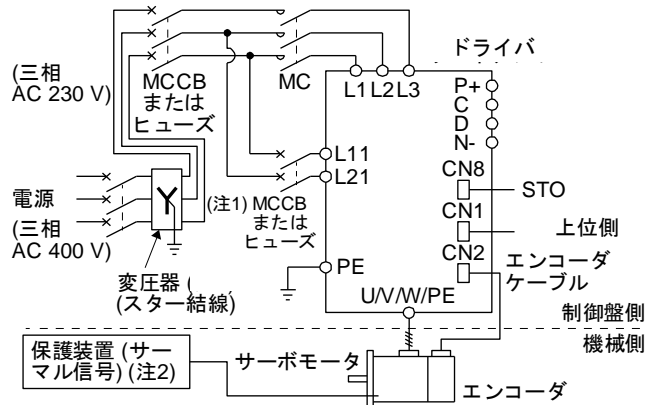 ドライバ
(三相
AC 230 V)
MCCB
または
ヒューズ
MC
L1 L2 L3
P+
C
D
N-
L11
L21
CN8
STO
電源
(注1)
MCCB
または
ヒューズ
CN1
上位側
(三相
AC 400 V)
CN2
エンコーダ
ケーブル
PE
変圧器 (
(スター結線)
U/V/W/PE
制御盤側
機械側
保護装置 (サー
マル信号) (注2)
サーボモータ
エンコーダ